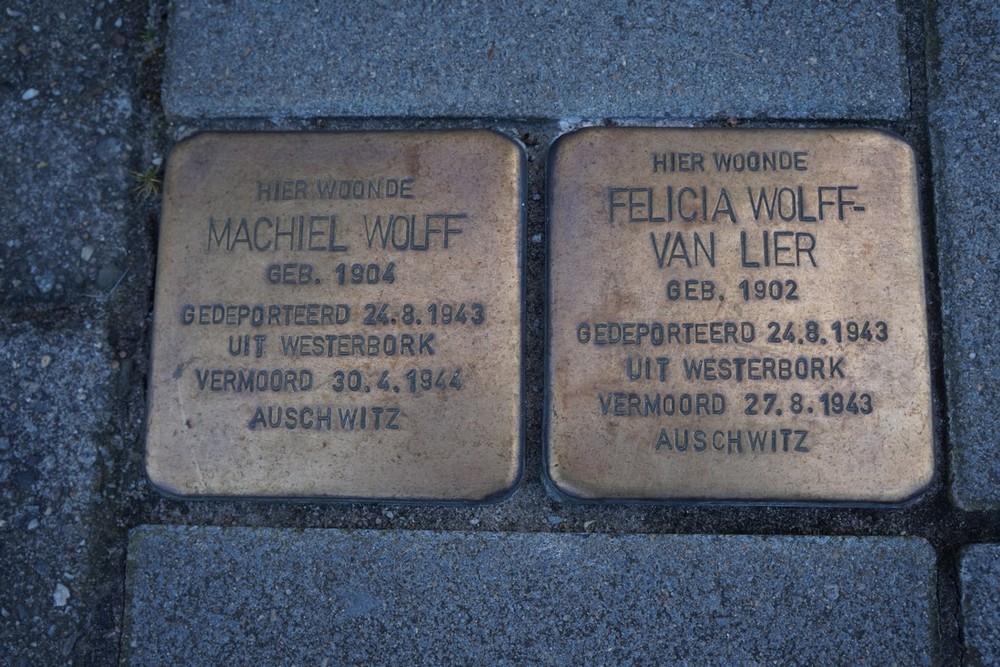 HIER WOONDE
MACHIEL WOLFF
GEB. 1904
GEDEPORTEERD 24.8.1943
UIT WESTERBORK
VERMOORD 30.4.1944
AUSCHWITZ
HIER WOONDE
FELICIA WOLFF-
VAN LIER
GEB. 1902
GEDEPORTEERD 24.8.1943
UIT WESTERBORK
VERMOORD 27.8.1943
AUSCHWITZ